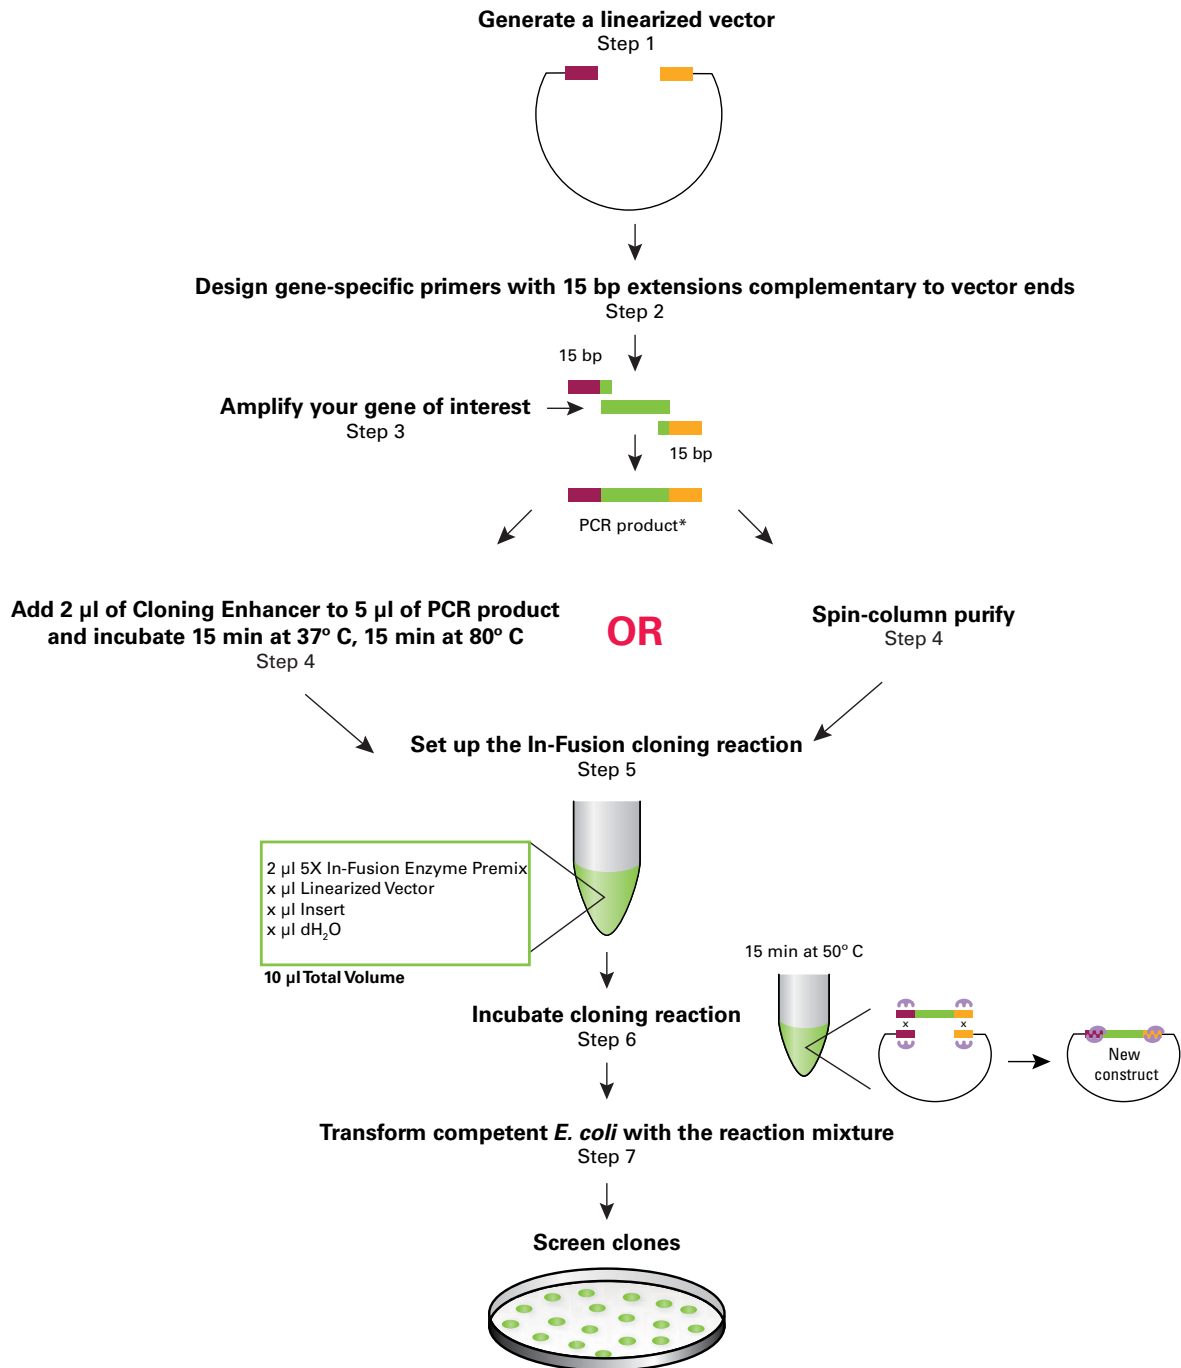 Generate a linearized vector
Step 1
Design gene-specific primers with 15 bp extensions complementary to vector ends
Step 2
15 bp
Amplify your gene of interest
Step 3
15 bp
PCR product*
Add 2 µl of Cloning Enhancer to 5 µl of PCR product
and incubate 15 min at 37º C, 15 min at 80º C
Step 4
OR
Spin-column purify
Step 4
Set up the In-Fusion cloning reaction
Step 5
2 µl 5X In-Fusion Enzyme Premix
x µl Linearized Vector
x µl Insert
x µl dH₂O
10 µl Total Volume
15 min at 50º C
Incubate cloning reaction
Step 6
x x
New
construct
Transform competent E. coli with the reaction mixture
Step 7
Screen clones